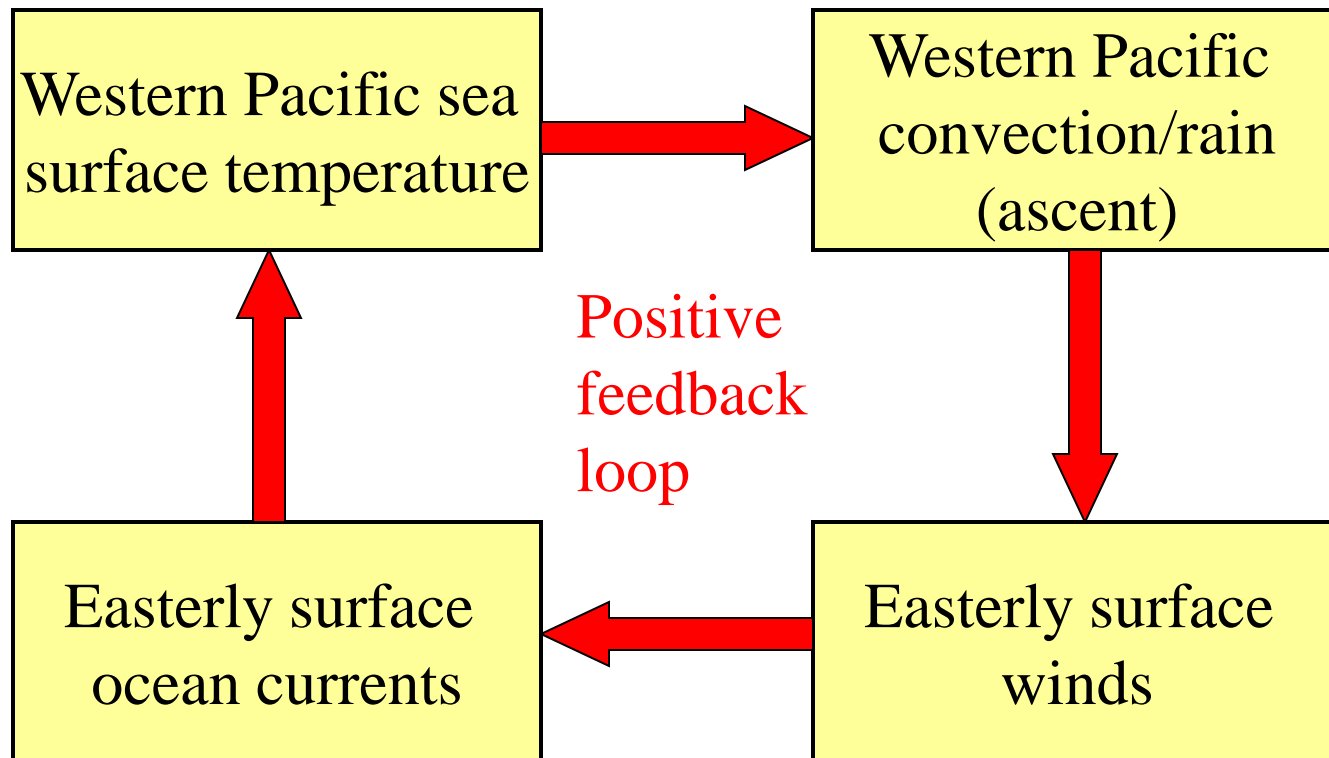 Western Pacific sea
surface temperature
Western Pacific
convection/rain
(ascent)
Positive
feedback
loop
Easterly surface
ocean currents
Easterly surface
winds